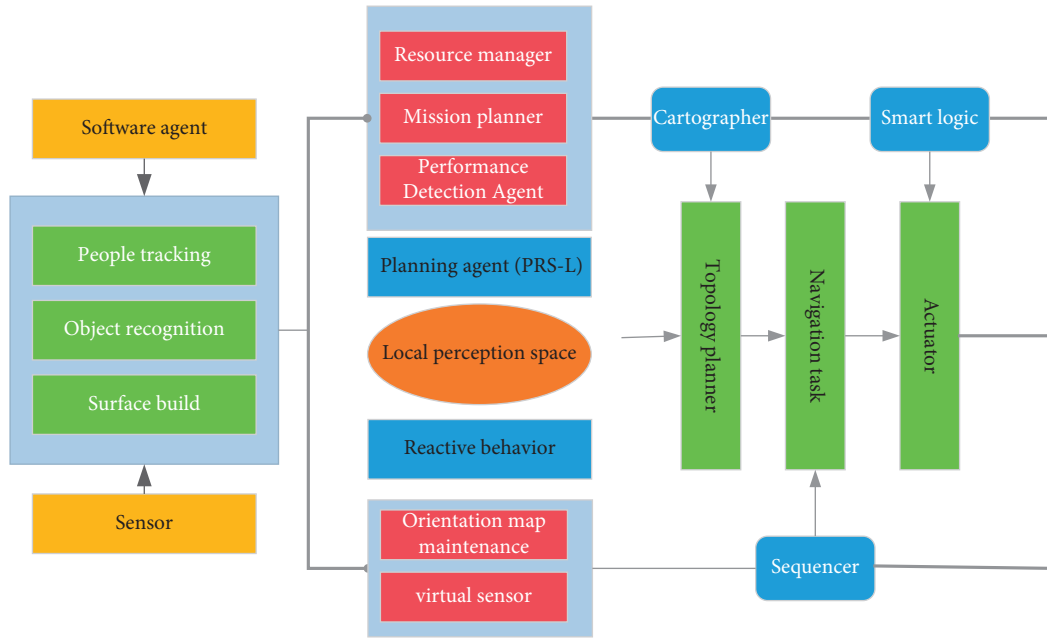 Software agent
People tracking
Object recognition
Surface build
Sensor
Resource manager
Mission planner
Performance
Detection Agent
Planning agent (PRS-L)
Local perception space
Reactive behavior
Orientation map
maintenance
virtual sensor
Cartographer
Smart logic
Topology planner
Navigation task
Actuator
Sequencer